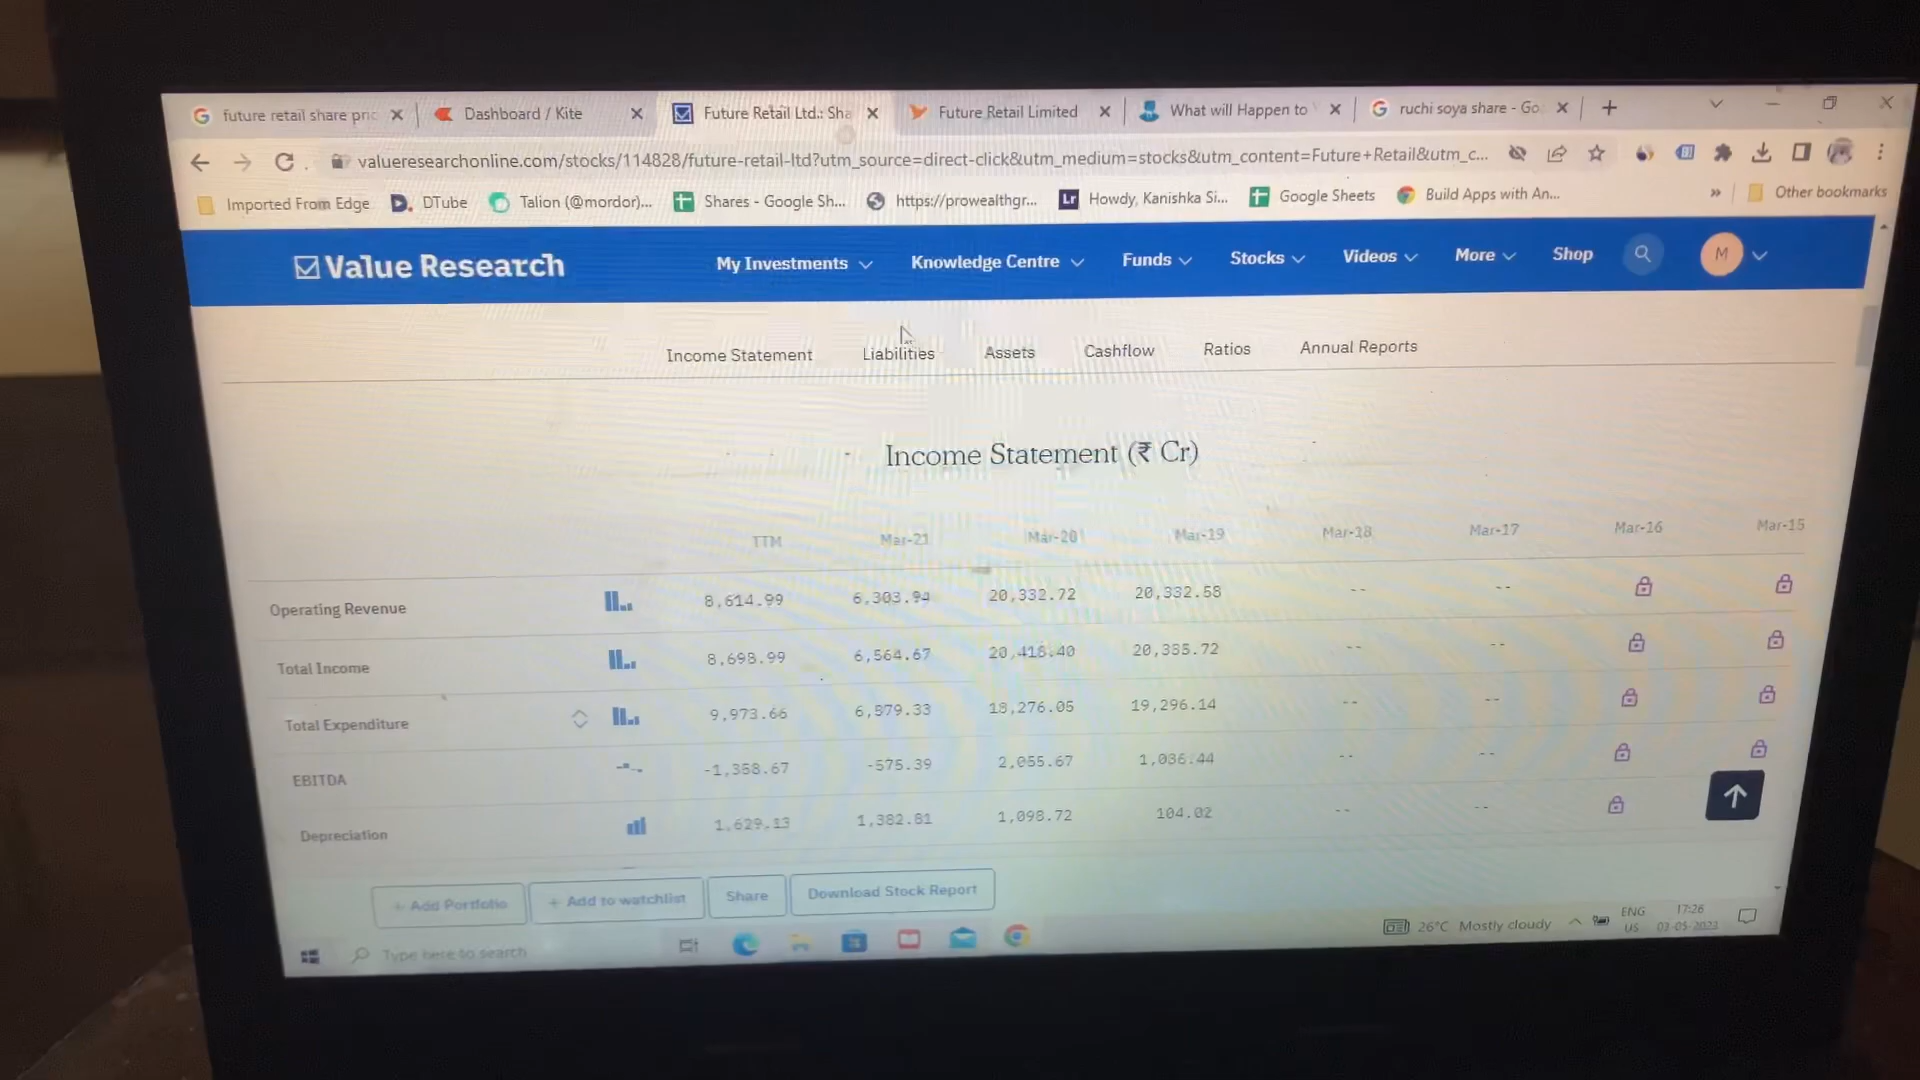 future retail share pric
Dashboard / Kite
Future Retail Ltd.: Sha
Future Retail Limited
What will Happen to
ruchi soya share - Go
valueresearchonline.com/stocks/114828/future-retail-ltd?utm_source=direct-click&utm_medium=stocks&utm_content=Future+Retail&utm_c...
Imported From Edge
DTube
Talion (@mordor)...
Shares - Google Sh...
https://prowealthgr...
Lr
Howdy, Kanishka Si...
Google Sheets
Build Apps with An...
»
Other bookmarks
Value Research
My Investments
Knowledge Centre
Funds
Stocks
Videos
More
Shop
M
Income Statement
Liabilities
Assets
Cashflow
Ratios
Annual Reports
Income Statement (₹ Cr)
TTM Mar-21 Mar-20 Mar-19 Mar-18 Mar-17 Mar-16 Mar-15
Operating Revenue 8,614.99 6,303.94 20,332.72 20,332.58 -- --
Total Income 8,698.99 6,564.67 20,418.40 -- --
Total Expenditure 9,973.66 18,276.05 19,296.14 -- --
EBITDA -1,358.67 -575.39 2,055.67 1,036.44 -- --
Depreciation 1,629.13 1,382.81 1,098.72 104.02 -- --
+ Add Portfolio
+ Add to watchlist
Share
Download Stock Report
Type here to search
26°C Mostly cloudy
ENG
US
17:26